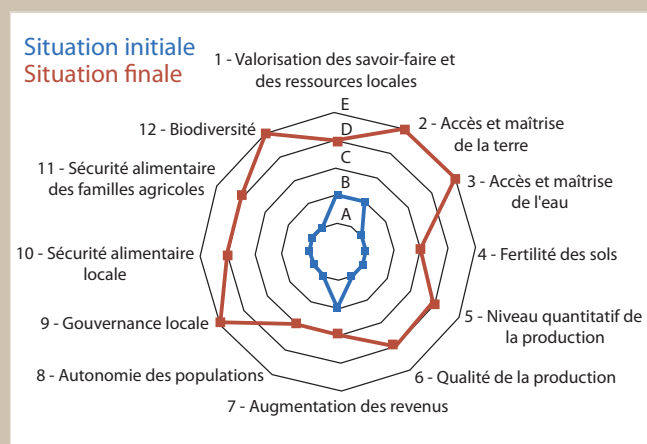 Situation initiale
Situation finale
1 - Valorisation des savoir-faire et
des ressources locales
E
D
C
B
A
2 - Accès et maîtrise
de la terre
3 - Accès et maîtrise
de l'eau
4 - Fertilité des sols
5 - Niveau quantitatif de
la production
6 - Qualité de la production
7 - Augmentation des revenus
8 - Autonomie des populations
9 - Gouvernance locale
10 - Sécurité alimentaire
locale
11 - Sécurité alimentaire
des familles agricoles
12 - Biodiversité